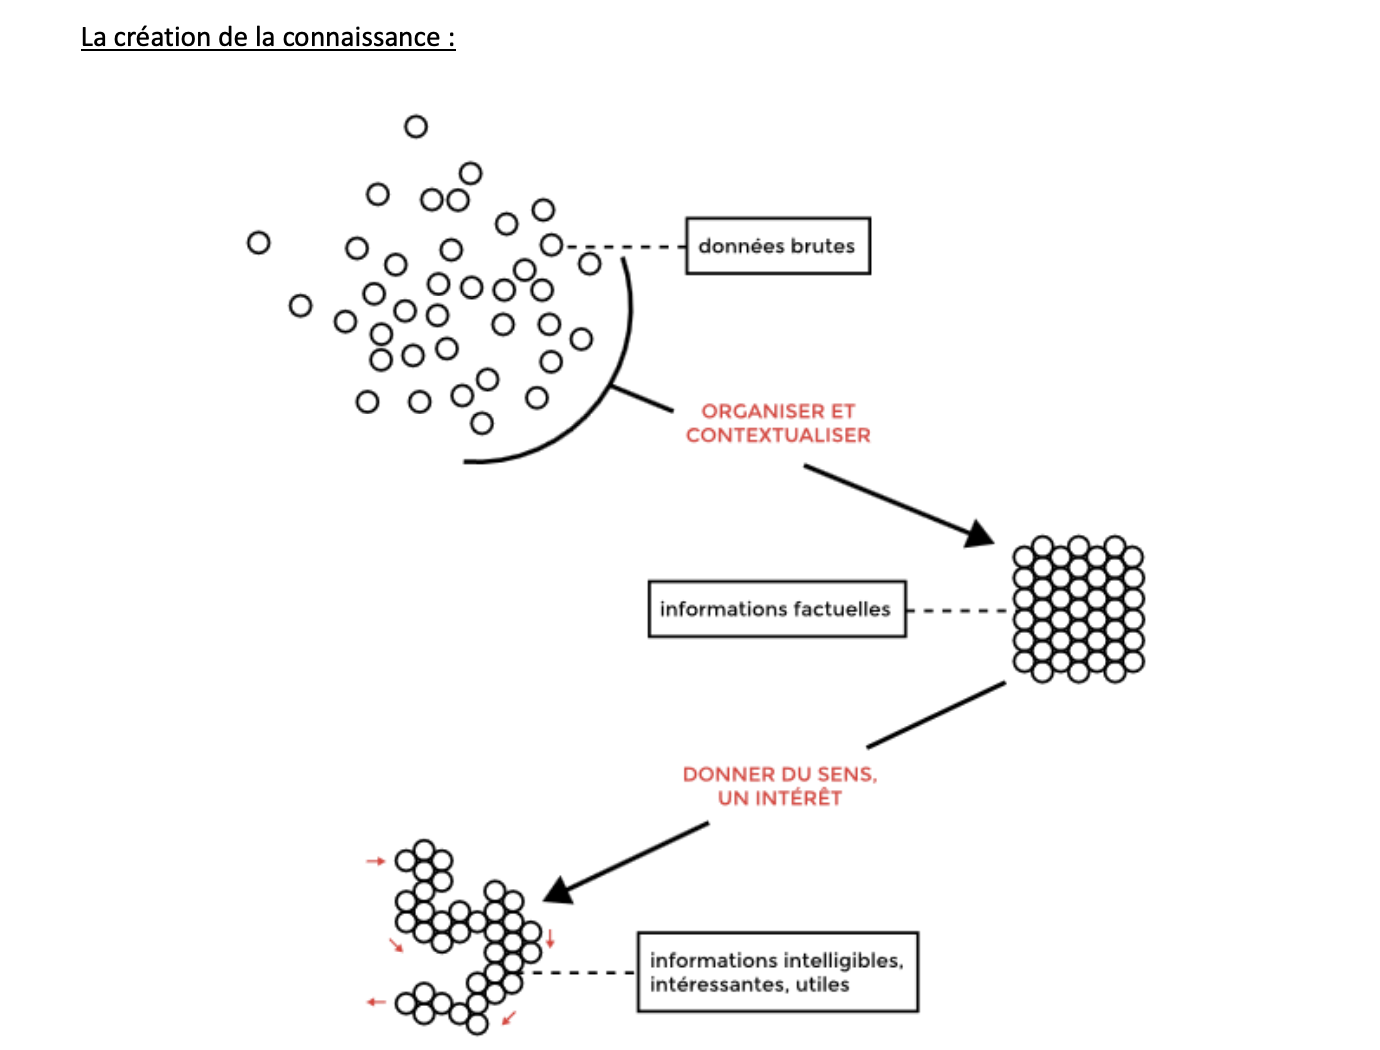 La création de la connaissance :
données brutes
ORGANISER ET
CONTEXTUALISER
informations factuelles
DONNER DU SENS,
UN INTÉRÊT
informations intelligibles,
intéressantes, utiles